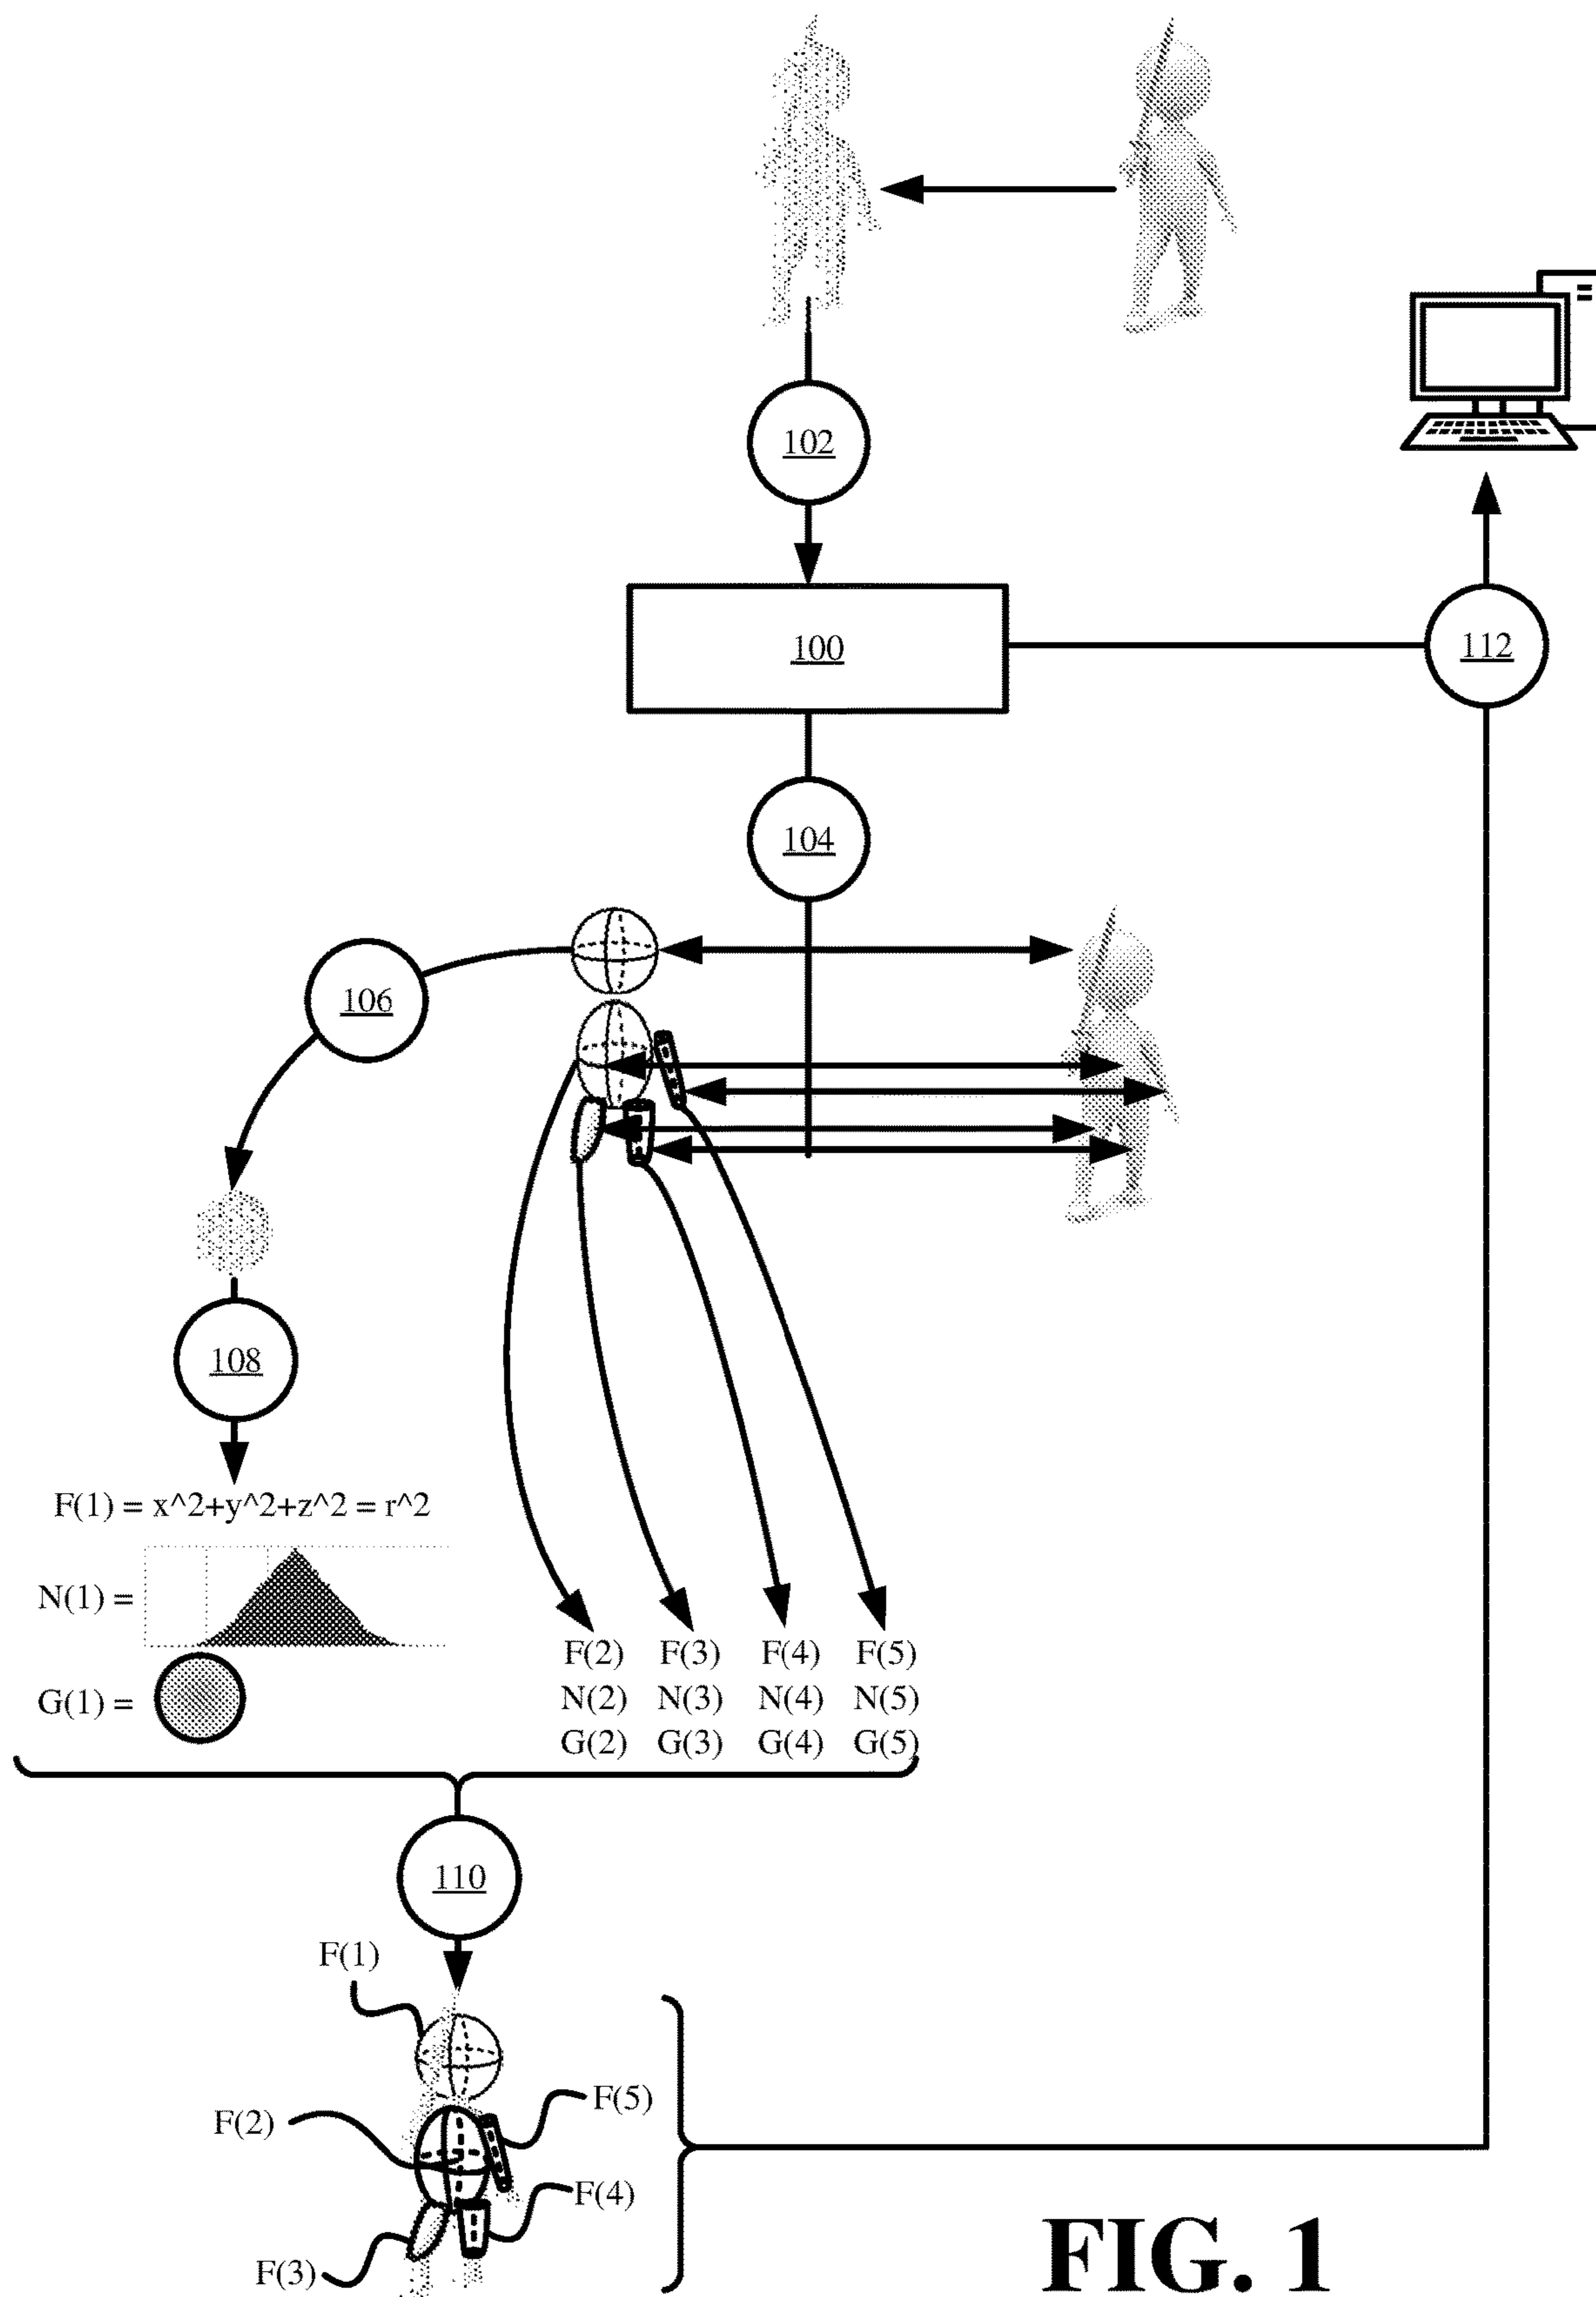 102
100
112
104
106
108
F(1) = x^2+y^2+z^2 = r^2
N(1) =
G(1) =
F(2) F(3) F(4) F(5)
N(2) N(3) N(4) N(5)
G(2) G(3) G(4) G(5)
110
F(1)
F(5)
F(2)
F(4)
F(3)
FIG. 1